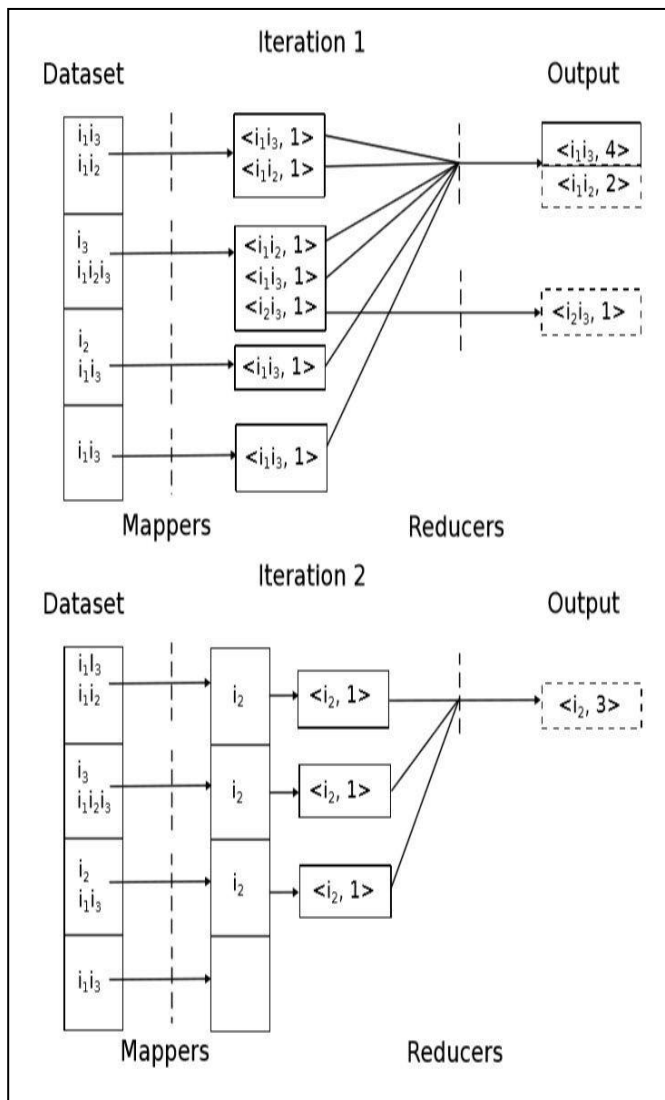 Iteration 1
Dataset
Output
i₁i₃
i₁i₂
<i₁i₃, 1>
<i₁i₂, 1>
<i₁i₃, 4>
<i₁i₂, 2>
i₃
i₁i₂i₃
<i₁i₂, 1>
<i₁i₃, 1>
<i₂i₃, 1>
<i₂i₃, 1>
i₂
i₁i₃
<i₁i₃, 1>
i₁i₃
<i₁i₃, 1>
Mappers
Reducers
Iteration 2
Dataset
Output
i₁I₃
i₁i₂
i₂
<i₂, 1>
<i₂, 3>
i₃
i₁i₂i₃
i₂
<i₂, 1>
i₂
i₁i₃
i₂
<i₂, 1>
i₁i₃
Mappers
Reducers